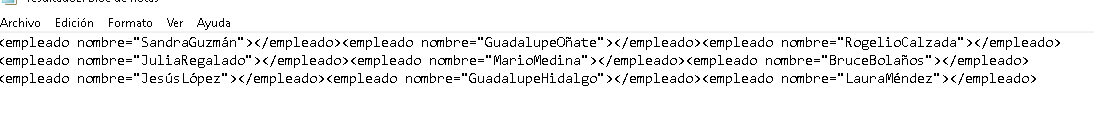 Archivo Edición Formato Ver Ayuda
<empleado nombre="SandraGuzmán"></empleado><empleado nombre="GuadalupeOñate"></empleado><empleado nombre="RogelioCalzada"></empleado>
<empleado nombre="JuliaRegalado"></empleado><empleado nombre="MarioMedina"></empleado><empleado nombre="BruceBolaños"></empleado>
<empleado nombre="JesúsLópez"></empleado><empleado nombre="GuadalupeHidalgo"></empleado><empleado nombre="LauraMéndez"></empleado>